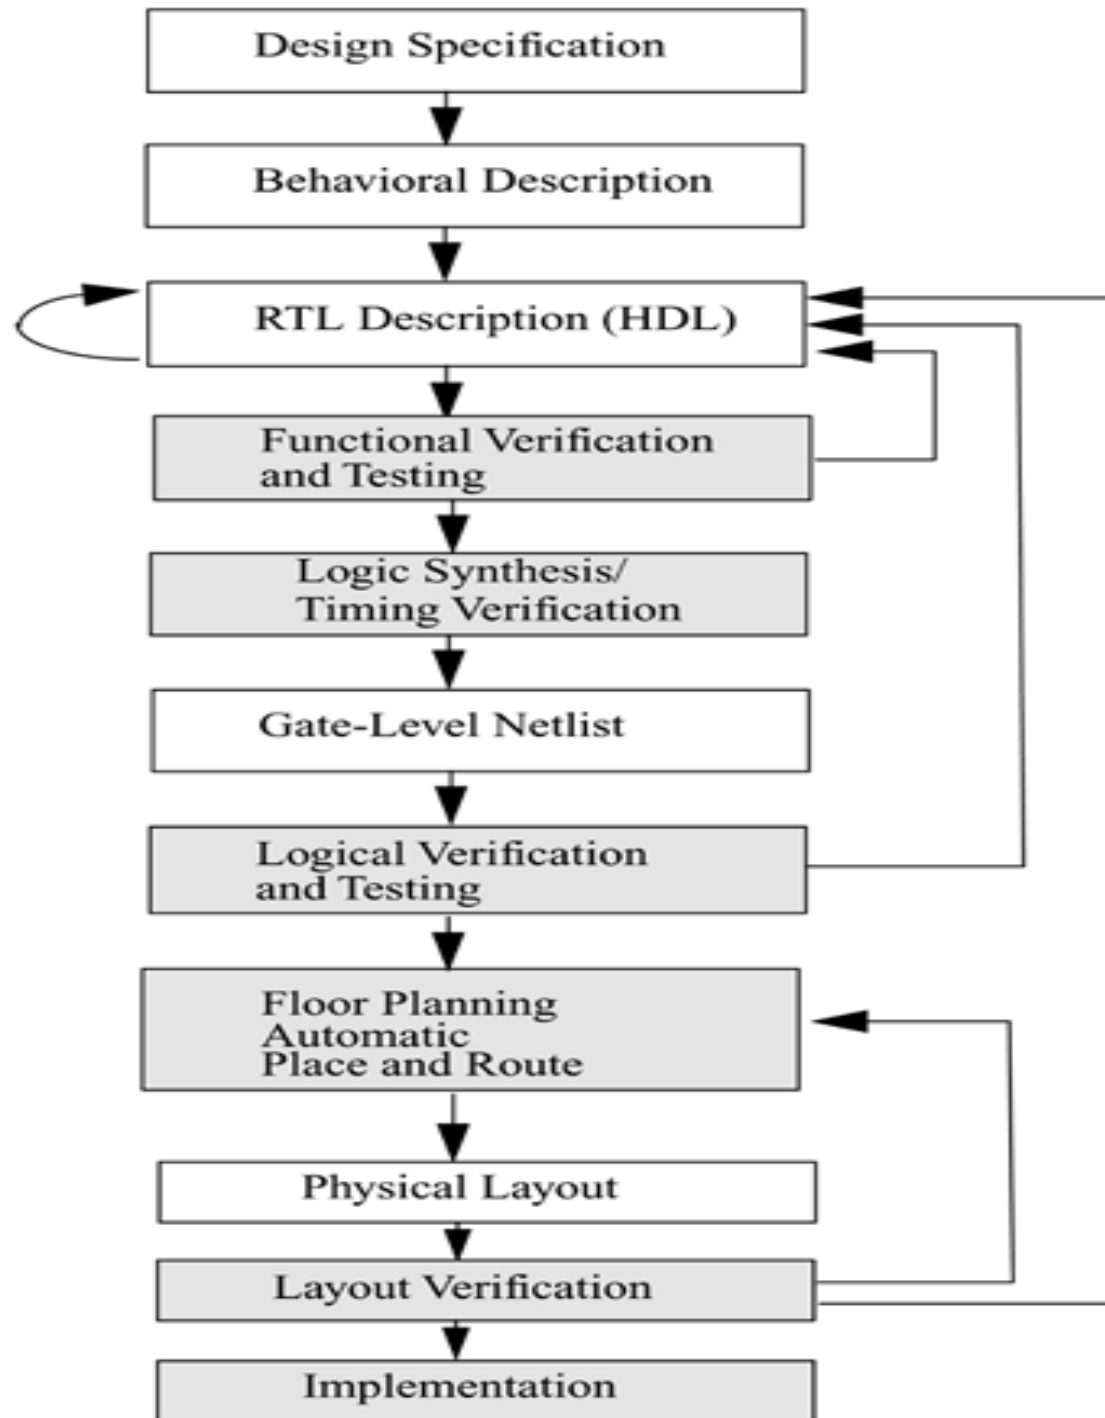 Design Specification
Behavioral Description
RTL Description (HDL)
Functional Verification
and Testing
Logic Synthesis/
Timing Verification
Gate-Level Netlist
Logical Verification
and Testing
Floor Planning
Automatic
Place and Route
Physical Layout
Layout Verification
Implementation